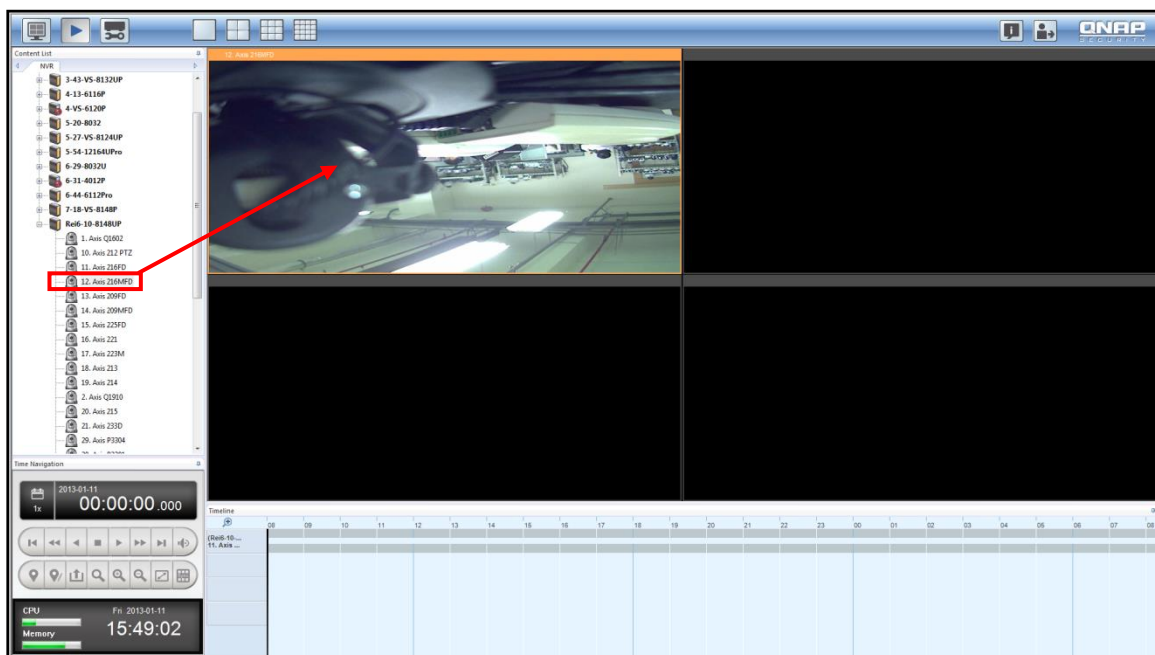 QNAP
SECURITY
Content List
NVR
3-43-VS-8132UP
4-13-6116P
4-VS-6120P
5-20-8032
5-27-VS-8124UP
5-54-12164UPro
6-29-8032U
6-31-4012P
6-44-6112Pro
7-18-VS-8148P
Rei6-10-8148UP
1. Axis Q1602
10. Axis 212 PTZ
11. Axis 216FD
12. Axis 216MFD
13. Axis 209FD
14. Axis 209MFD
15. Axis 225FD
16. Axis 221
17. Axis 223M
18. Axis 213
19. Axis 214
2. Axis Q1910
20. Axis 215
21. Axis 233D
29. Axis P3304
12. Axis 216MFD
Time Navigation
2013-01-11
1x 00:00:00.000
CPU Fri 2013-01-11
Memory 15:49:02
Timeline
08 09 10 11 12 13 14 15 16 17 18 19 20 21 22 23 00 01 02 03 04 05 06 07 08
(Rei6-10-...
11. Axis ...